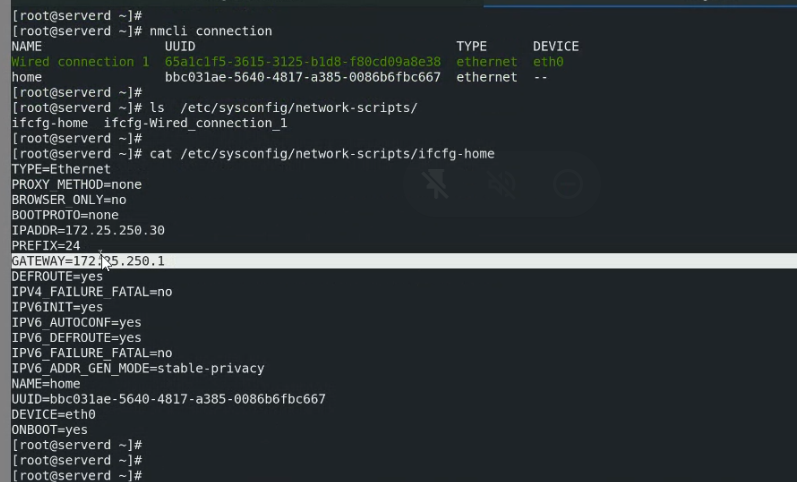 [root@serverd ~]#
[root@serverd ~]# nmcli connection
NAME UUID TYPE DEVICE
Wired connection 1 65a1c1f5-3615-3125-b1d8-f80cd09a8e38 ethernet eth0
home bbc031ae-5640-4817-a385-0086b6fbc667 ethernet --
[root@serverd ~]#
[root@serverd ~]# ls /etc/sysconfig/network-scripts/
ifcfg-home ifcfg-Wired_connection_1
[root@serverd ~]#
[root@serverd ~]# cat /etc/sysconfig/network-scripts/ifcfg-home
TYPE=Ethernet
PROXY_METHOD=none
BROWSER_ONLY=no
BOOTPROTO=none
IPADDR=172.25.250.30
PREFIX=24
GATEWAY=172.25.250.1
DEFROUTE=yes
IPV4_FAILURE_FATAL=no
IPV6INIT=yes
IPV6_AUTOCONF=yes
IPV6_DEFROUTE=yes
IPV6_FAILURE_FATAL=no
IPV6_ADDR_GEN_MODE=stable-privacy
NAME=home
UUID=bbc031ae-5640-4817-a385-0086b6fbc667
DEVICE=eth0
ONBOOT=yes
[root@serverd ~]#
[root@serverd ~]#
[root@serverd ~]#